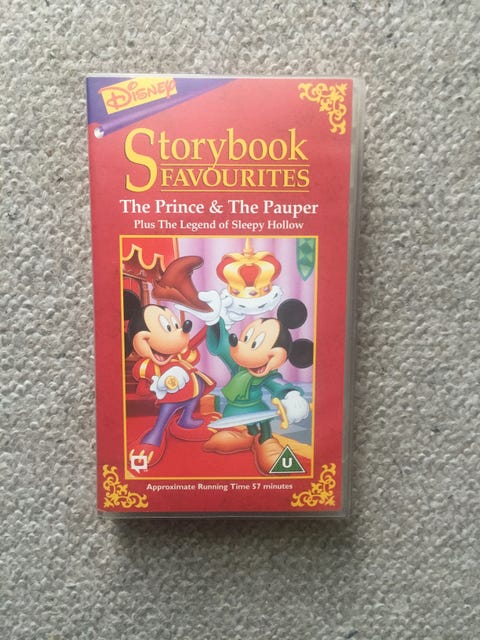 Disney
Storybook
FAVOURITES
The Prince & The Pauper
Plus The Legend of Sleepy Hollow
U
Approximate Running Time 57 minutes